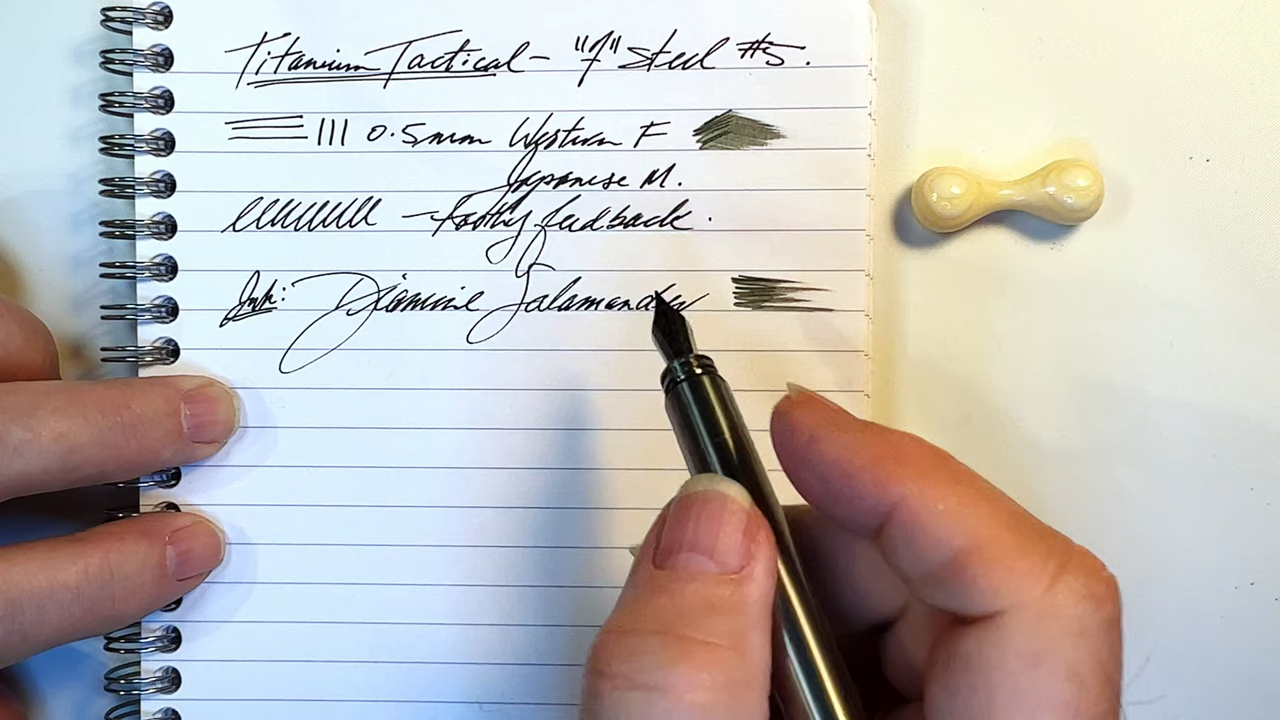 Titanium Tactical - "f" Steel #5.
0.5mm Western F
Japanese M.
- Toothy feedback.
Ink: Diamine Salamander